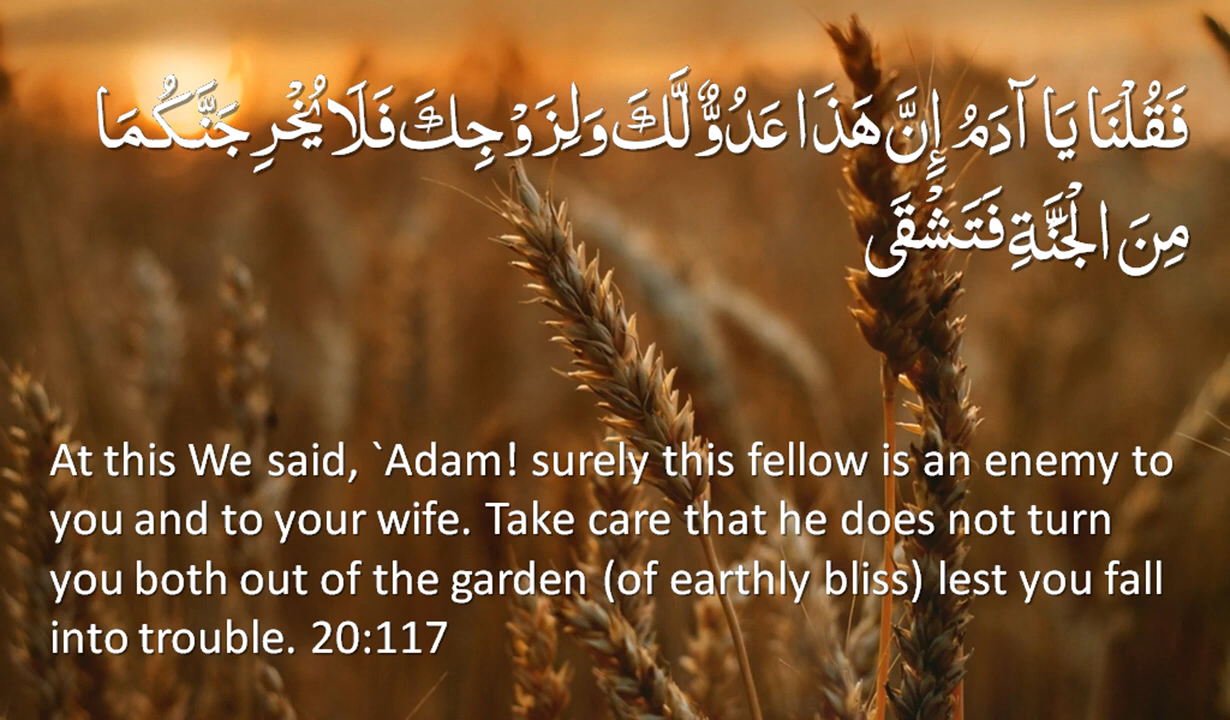 فَقُلْنَا يَا آدَمُ إِنَّ هَذَا عَدُوٌّ لَّكَ وَلِزَوْجِكَ فَلَا يُخْرِجَنَّكُمَا
مِنَ الْجَنَّةِ فَتَشْقَى
At this We said, `Adam! surely this fellow is an enemy to
you and to your wife. Take care that he does not turn
you both out of the garden (of earthly bliss) lest you fall
into trouble. 20:117